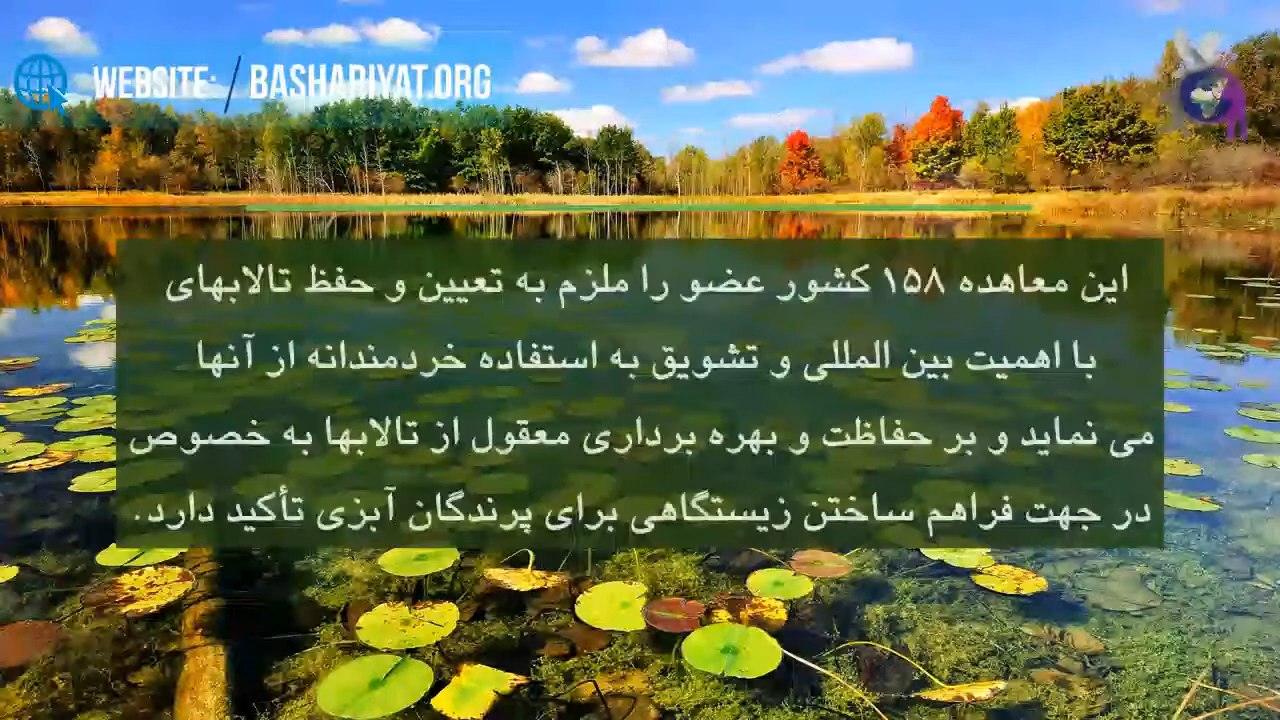 WEBSITE: / BASHARIYAT.ORG
این معاهده ۱۵۸ کشور عضو را ملزم به تعیین و حفظ تالابهای
با اهمیت بین المللی و تشویق به استفاده خردمندانه از آنها
می نماید و بر حفاظت و بهره برداری معقول از تالابها به خصوص
در جهت فراهم ساختن زیستگاهی برای پرندگان آبزی تأکید دارد.